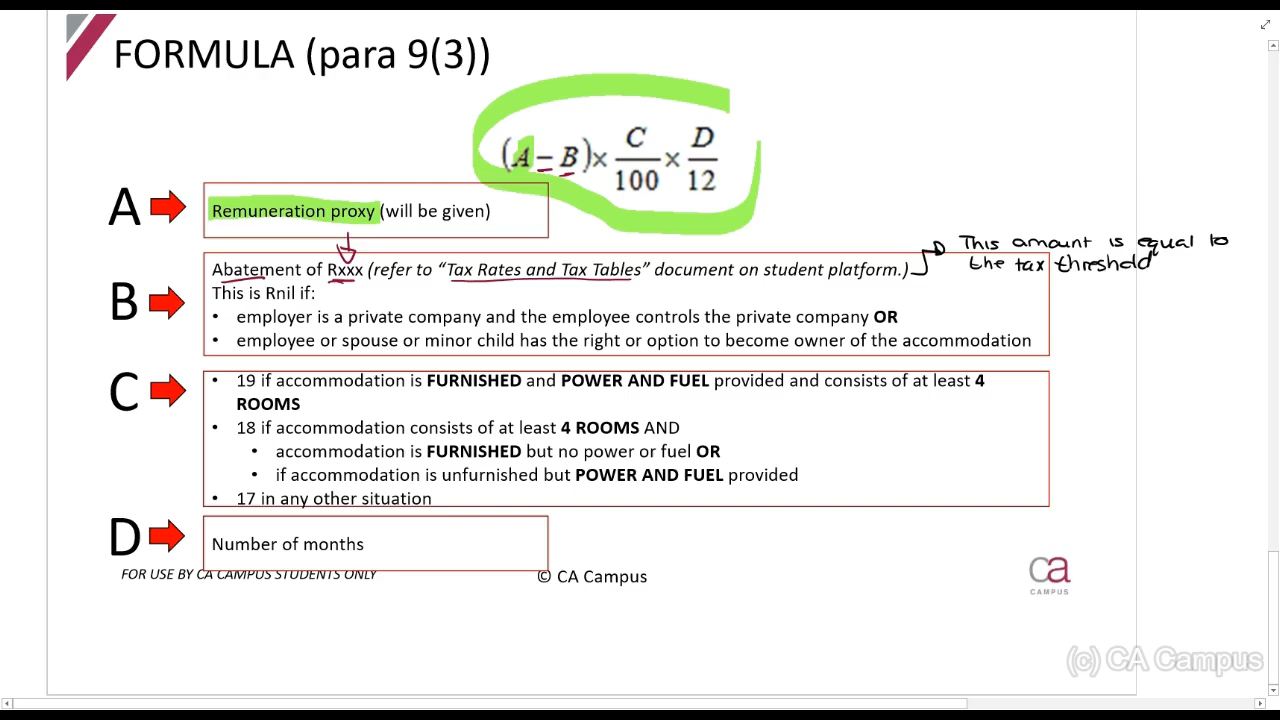 FORMULA (para 9(3))
(A − B) × C/100 × D/12
A
Remuneration proxy (will be given)
This amount is equal to
the tax threshold
B
Abatement of Rxxx (refer to “Tax Rates and Tax Tables” document on student platform.)
This is Rnil if:
• employer is a private company and the employee controls the private company OR
• employee or spouse or minor child has the right or option to become owner of the accommodation
C
• 19 if accommodation is FURNISHED and POWER AND FUEL provided and consists of at least 4
ROOMS
• 18 if accommodation consists of at least 4 ROOMS AND
• accommodation is FURNISHED but no power or fuel OR
• if accommodation is unfurnished but POWER AND FUEL provided
• 17 in any other situation
D
Number of months
FOR USE BY CA CAMPUS STUDENTS ONLY
© CA Campus
ca
CAMPUS
(c) CA Campus